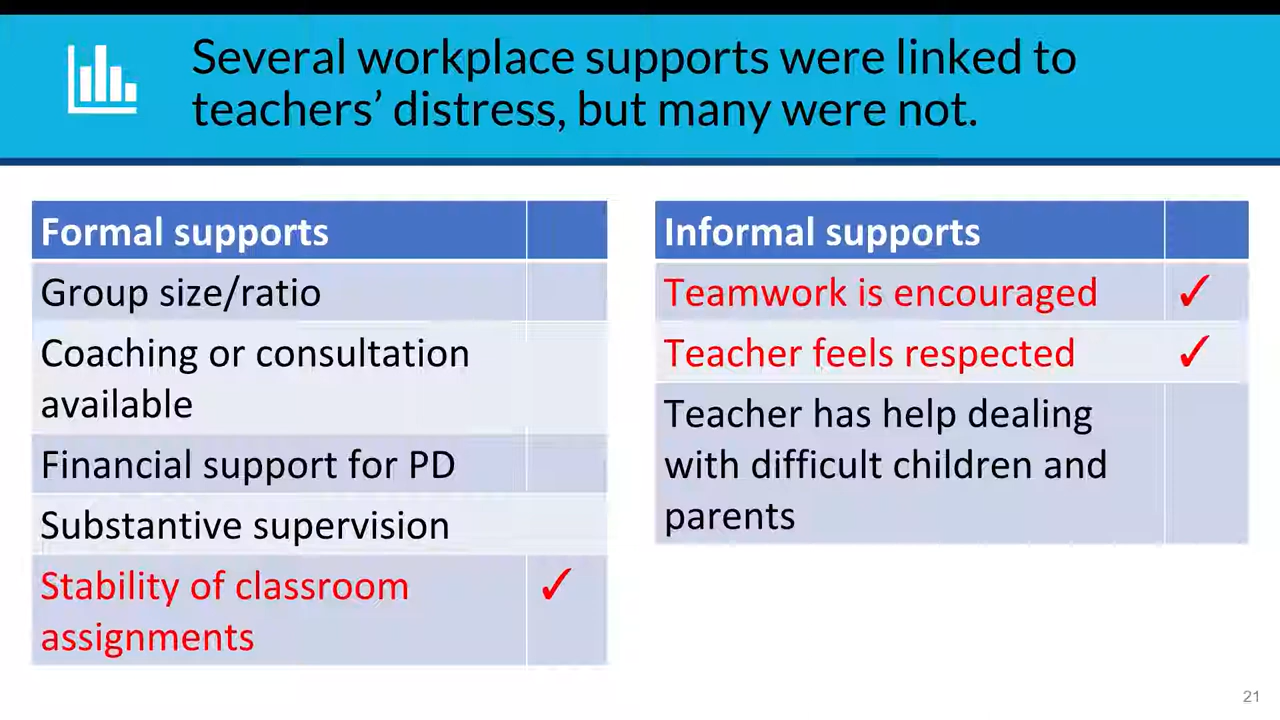 Several workplace supports were linked to
teachers’ distress, but many were not.
Formal supports
Group size/ratio
Coaching or consultation
available
Financial support for PD
Substantive supervision
Stability of classroom
assignments
✓
Informal supports
Teamwork is encouraged ✓
Teacher feels respected ✓
Teacher has help dealing
with difficult children and
parents
21